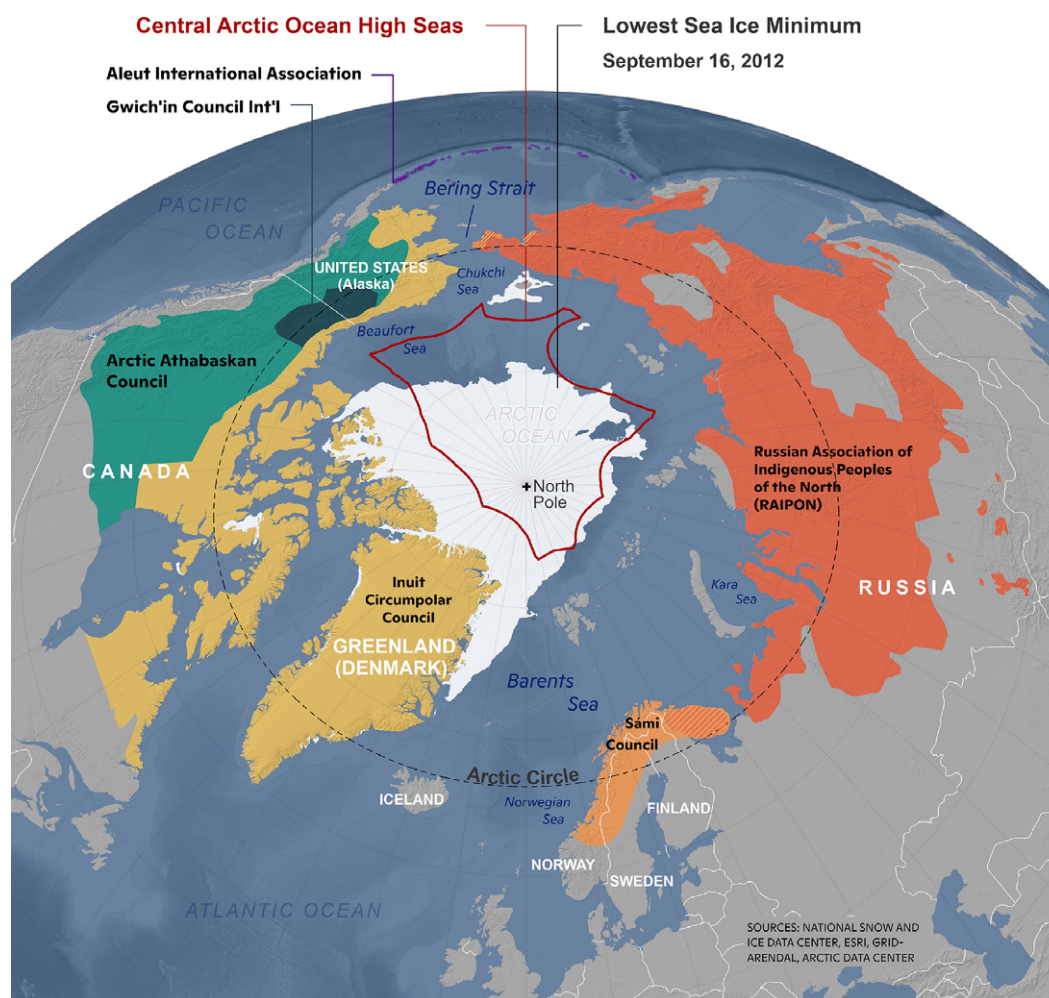 Central Arctic Ocean High Seas
Lowest Sea Ice Minimum
September 16, 2012
Aleut International Association
Gwich'in Council Int'l
PACIFIC
OCEAN
Bering Strait
UNITED STATES
(Alaska)
Chukchi
Sea
Beaufort
Sea
Arctic Athabaskan
Council
ARCTIC
OCEAN
CANADA
North
Pole
Russian Association of
Indigenous Peoples
of the North
(RAIPON)
Inuit
Circumpolar
Council
Kara
Sea
RUSSIA
GREENLAND
(DENMARK)
Barents
Sea
Sámi
Council
Arctic Circle
ICELAND
Norwegian
Sea
FINLAND
NORWAY
SWEDEN
ATLANTIC OCEAN
SOURCES: NATIONAL SNOW AND
ICE DATA CENTER, ESRI, GRID-
ARENDAL, ARCTIC DATA CENTER